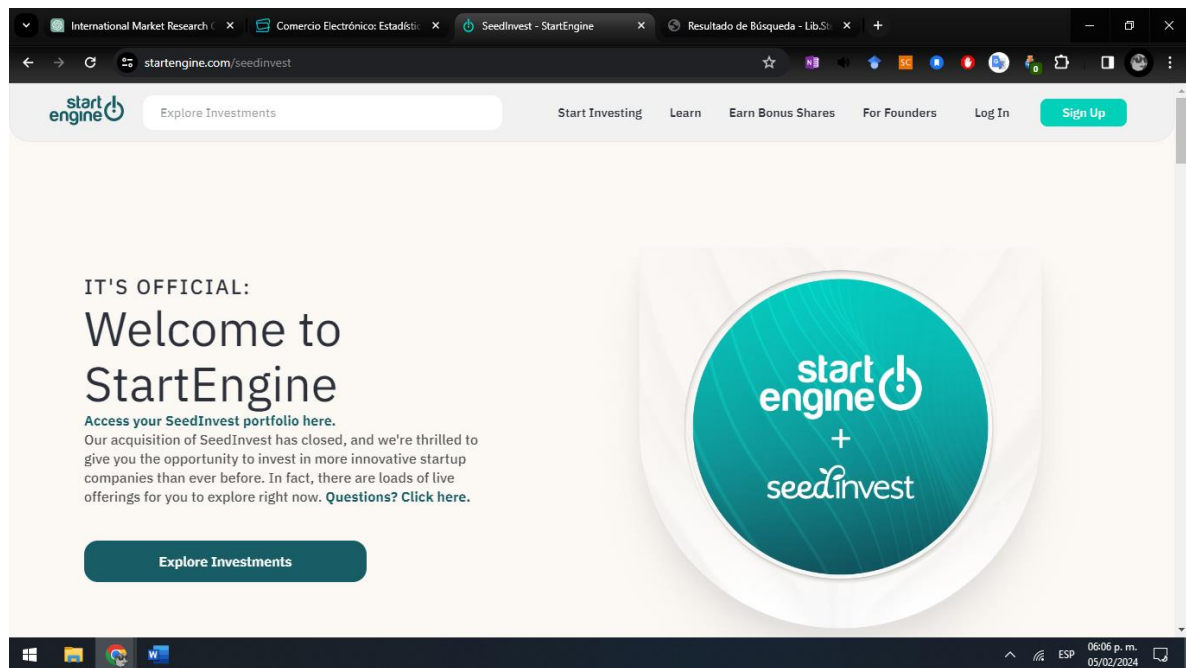 International Market Research C
Comercio Electrónico: Estadístic
SeedInvest - StartEngine
Resultado de Búsqueda - Lib.St
startengine.com/seedinvest
start engine
Explore Investments
Start Investing
Learn
Earn Bonus Shares
For Founders
Log In
Sign Up
IT'S OFFICIAL:
Welcome to
StartEngine
Access your SeedInvest portfolio here.
Our acquisition of SeedInvest has closed, and we're thrilled to
give you the opportunity to invest in more innovative startup
companies than ever before. In fact, there are loads of live
offerings for you to explore right now. Questions? Click here.
Explore Investments
start
engine
+
seedinvest
ESP
06:06 p. m.
05/02/2024